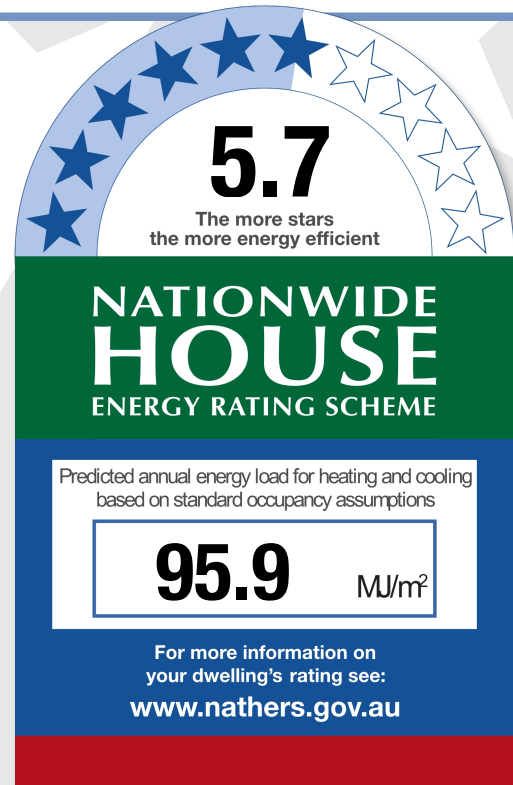 5.7
The more stars
the more energy efficient
NATIONWIDE
HOUSE
ENERGY RATING SCHEME
Predicted annual energy load for heating and cooling
based on standard occupancy assumptions
95.9 MJ/m²
For more information on
your dwelling's rating see:
www.nathers.gov.au